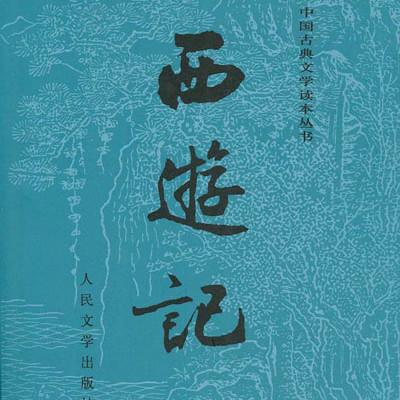 中国古典文学读本丛书
西遊記
人民文学出版社